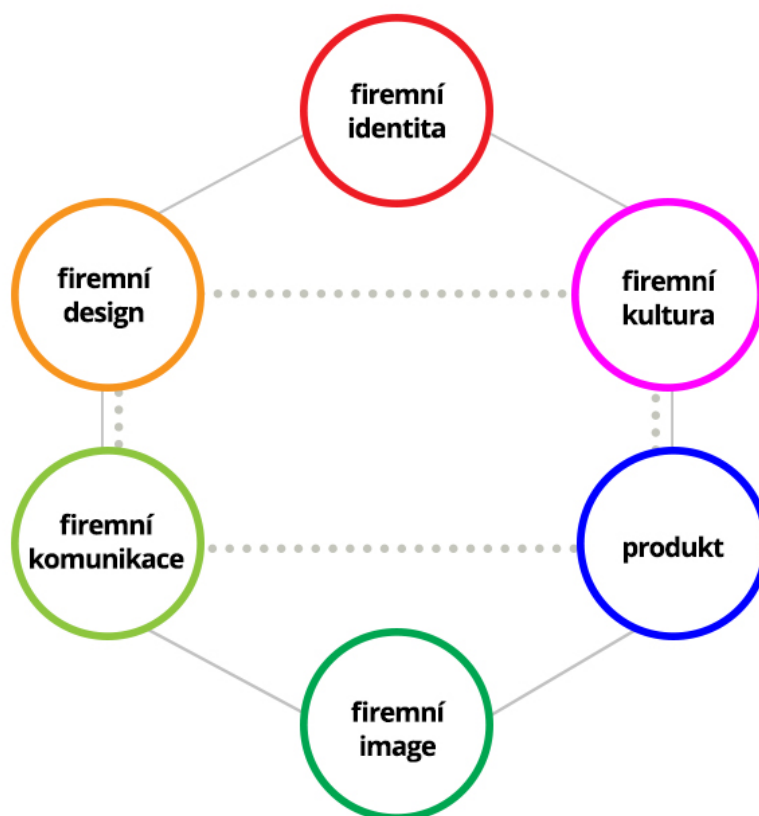 firemní
identita
firemní
design
firemní
kultura
firemní
komunikace
produkt
firemní
image